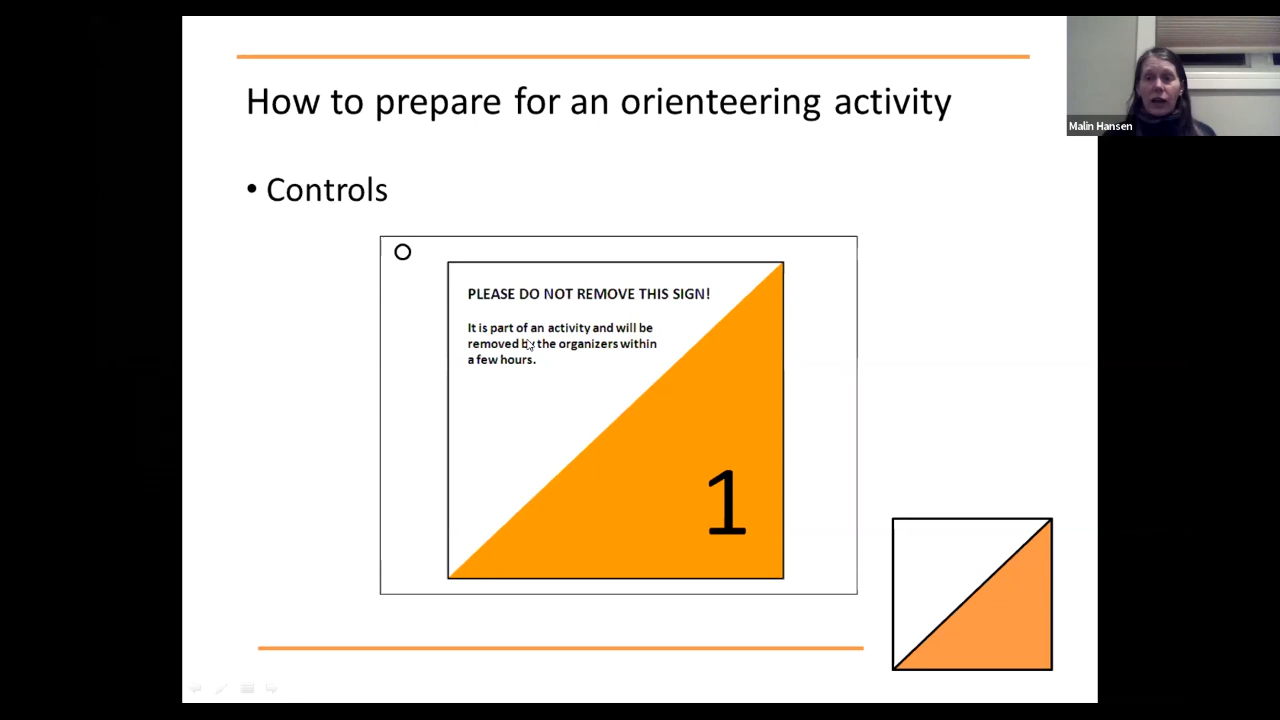 How to prepare for an orienteering activity
Malin Hansen
• Controls
PLEASE DO NOT REMOVE THIS SIGN!
It is part of an activity and will be
removed by the organizers within
a few hours.
1